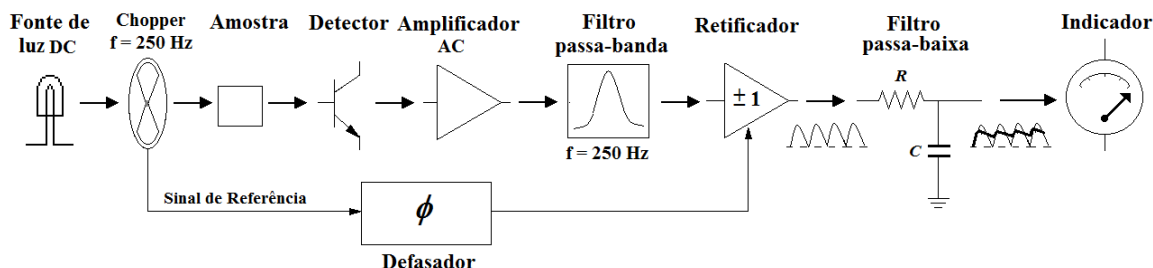 Fonte de
luz DC
Chopper
f = 250 Hz
Amostra
Detector
Amplificador
AC
Filtro
passa-banda
f = 250 Hz
Retificador
± 1
Filtro
passa-baixa
R
C
Indicador
Sinal de Referência
ϕ
Defasador